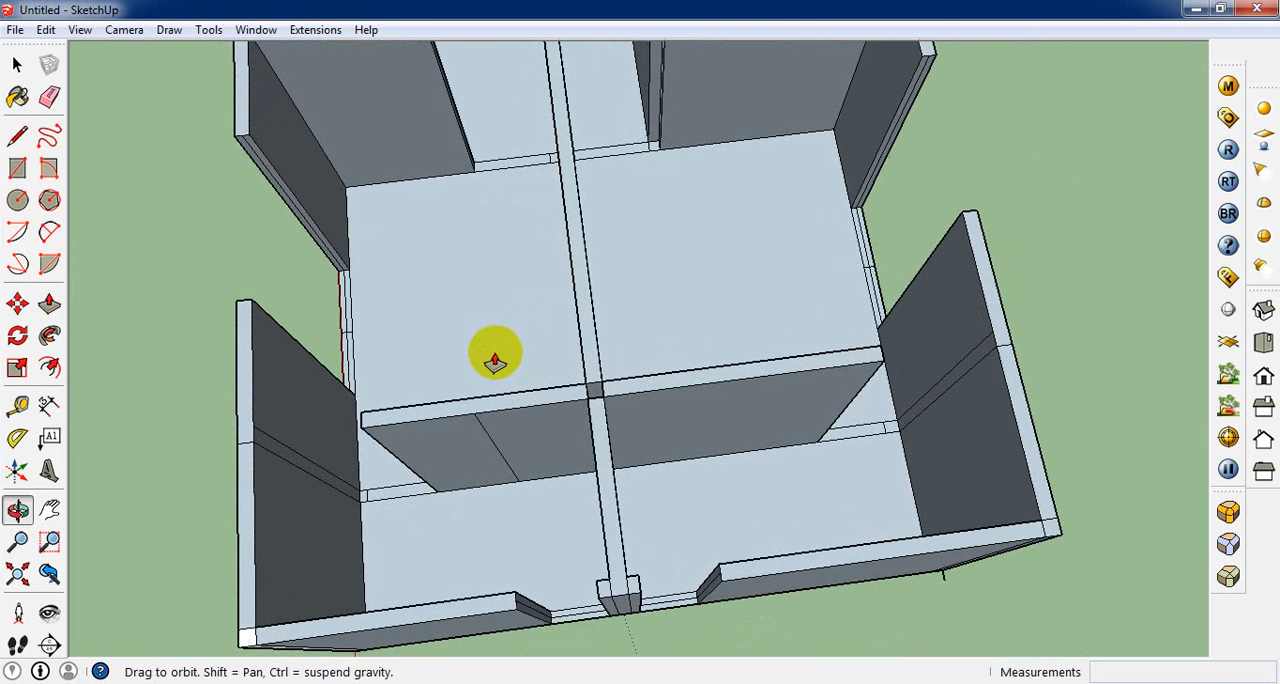 Untitled - SketchUp
File Edit View Camera Draw Tools Window Extensions Help
M
R
RT
BR
?
F
A1
Drag to orbit. Shift = Pan, Ctrl = suspend gravity.
Measurements